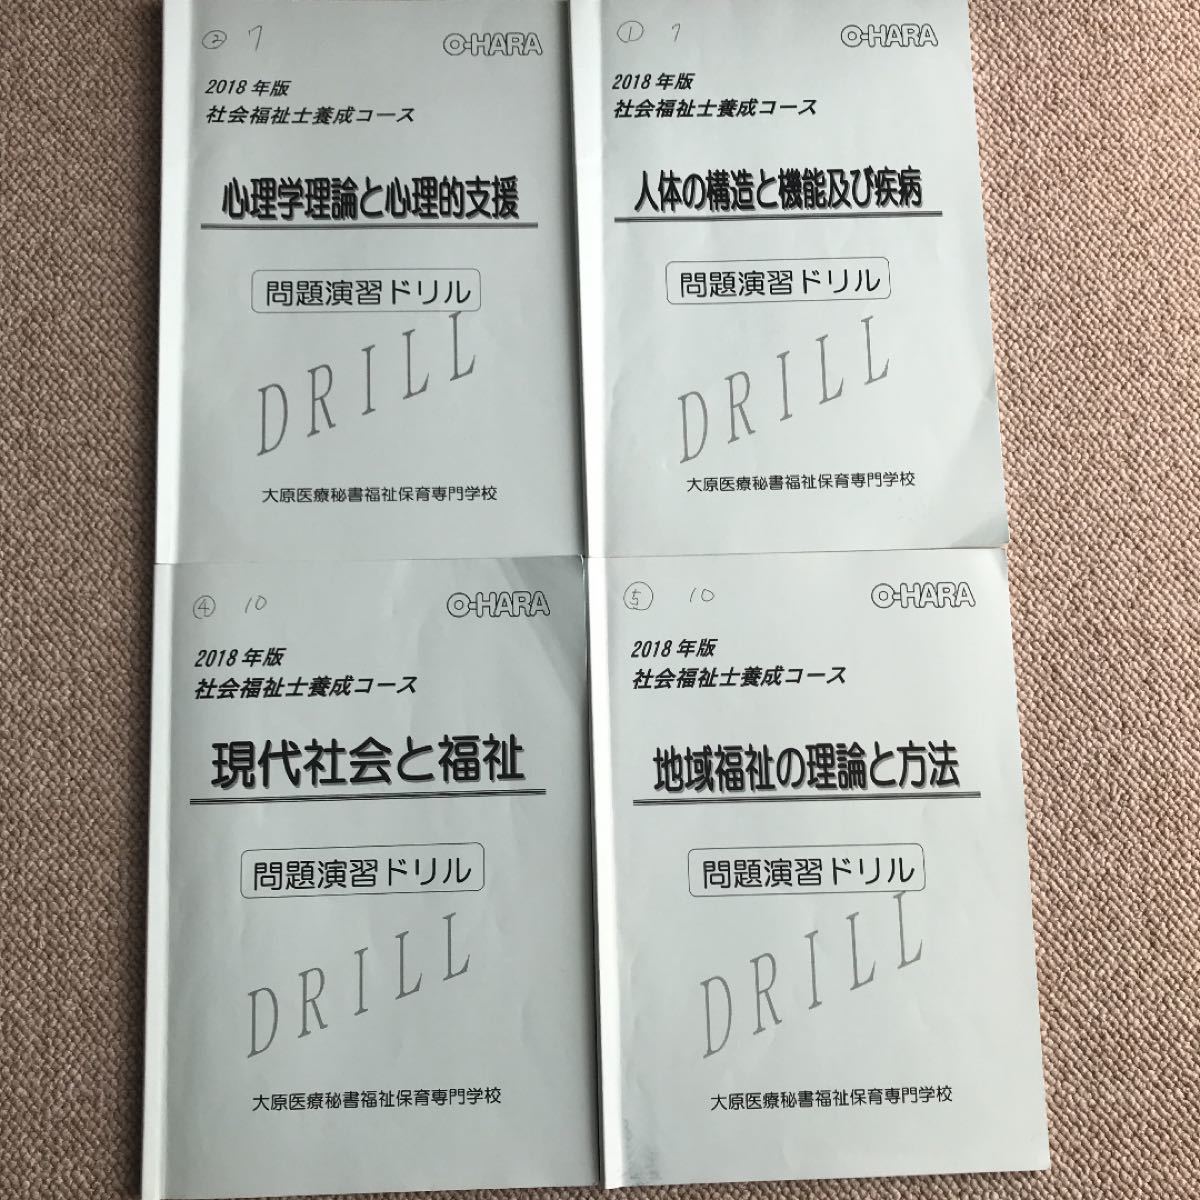 ② 7
O-HARA
2018 年版
社会福祉士養成コース
心理学理論と心理的支援
問題演習ドリル
DRILL
大原医療秘書福祉保育専門学校
① 7
O-HARA
2018 年版
社会福祉士養成コース
人体の構造と機能及び疾病
問題演習ドリル
DRILL
大原医療秘書福祉保育専門学校
④ 10
O-HARA
2018 年版
社会福祉士養成コース
現代社会と福祉
問題演習ドリル
DRILL
大原医療秘書福祉保育専門学校
⑤ 10
O-HARA
2018 年版
社会福祉士養成コース
地域福祉の理論と方法
問題演習ドリル
DRILL
大原医療秘書福祉保育専門学校